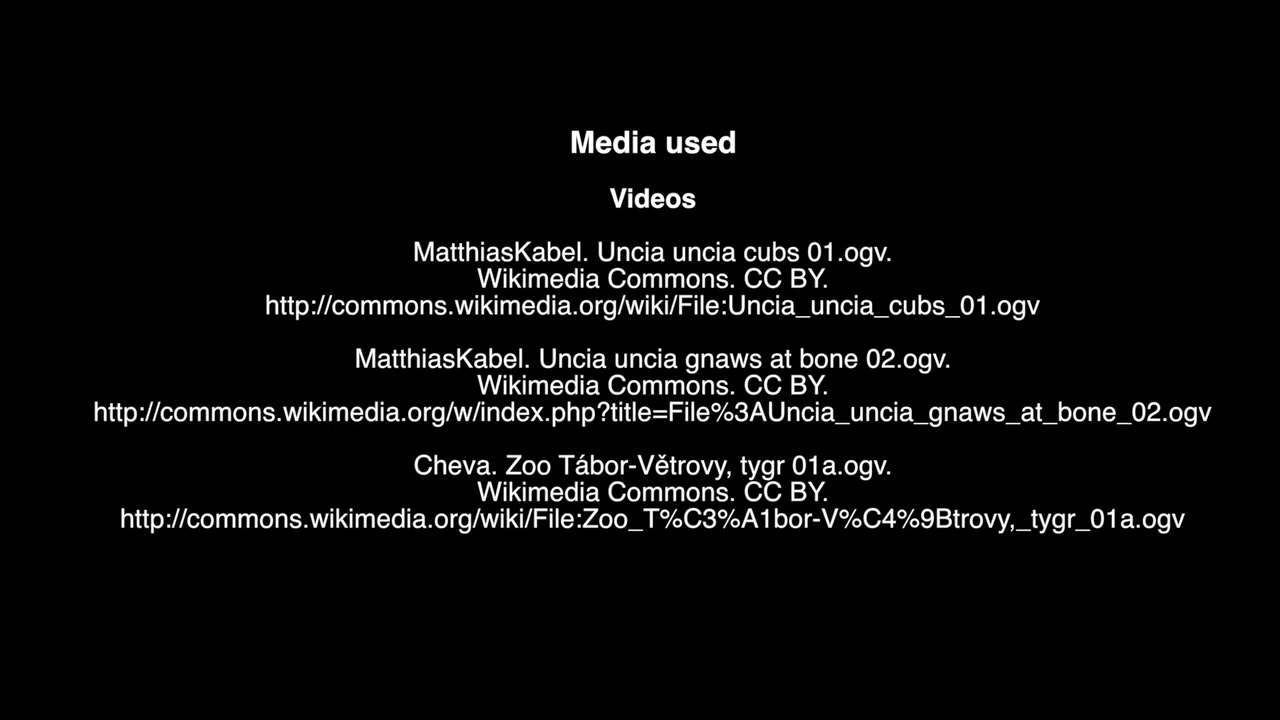 Media used
Videos
MatthiasKabel. Uncia uncia cubs 01.ogv.
Wikimedia Commons. CC BY.
http://commons.wikimedia.org/wiki/File:Uncia_uncia_cubs_01.ogv
MatthiasKabel. Uncia uncia gnaws at bone 02.ogv.
Wikimedia Commons. CC BY.
http://commons.wikimedia.org/w/index.php?title=File%3AUncia_uncia_gnaws_at_bone_02.ogv
Cheva. Zoo Tábor-Větrovy, tygr 01a.ogv.
Wikimedia Commons. CC BY.
http://commons.wikimedia.org/wiki/File:Zoo_T%C3%A1bor-V%C4%9Btrovy,_tygr_01a.ogv